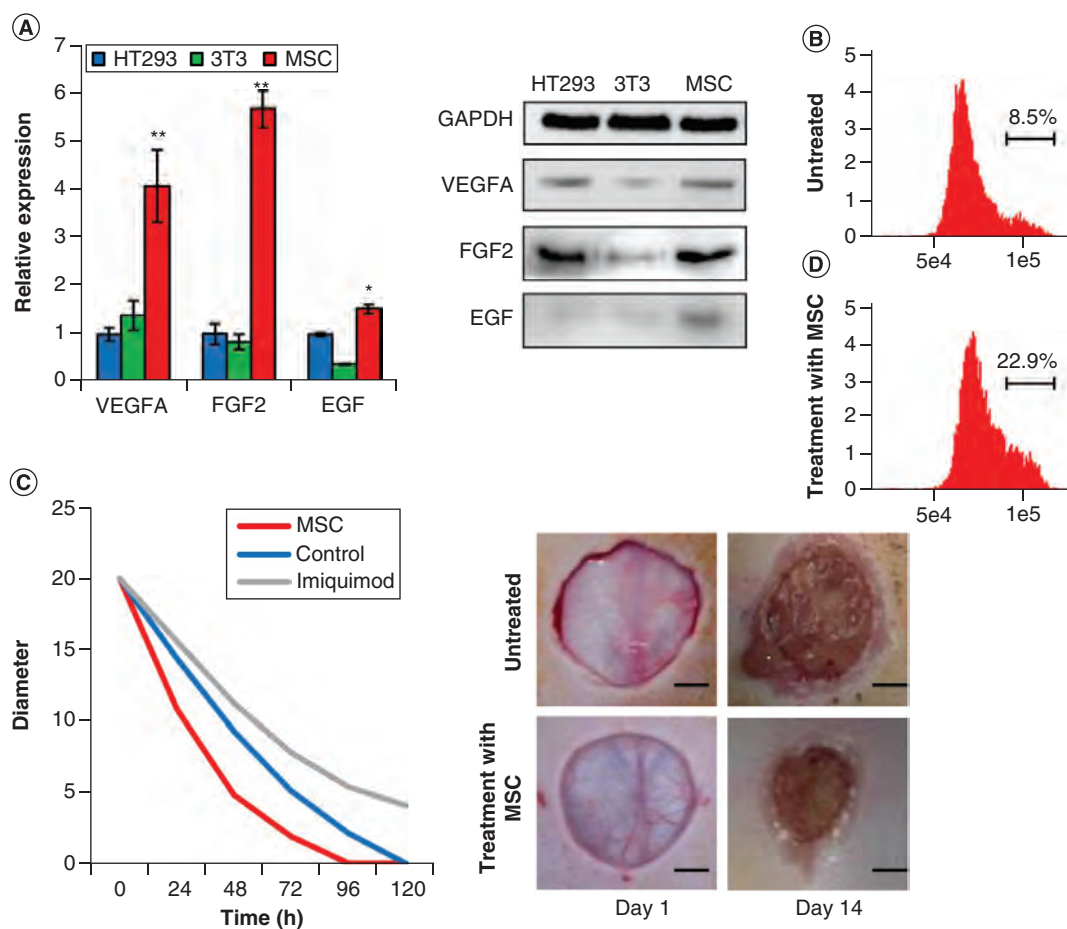 A
7
6
5
4
3
2
1
0
Relative expression
HT293 3T3 MSC
**
**
*
VEGFA FGF2 EGF
HT293 3T3 MSC
GAPDH
VEGFA
FGF2
EGF
B
Untreated
5
4
3
2
1
0
8.5%
5e4 1e5
D
Treatment with MSC
5
4
3
2
1
0
22.9%
5e4 1e5
C
25
20
15
10
5
0
Diameter
MSC
Control
Imiquimod
0 24 48 72 96 120
Time (h)
Untreated
Treatment with
MSC
Day 1 Day 14